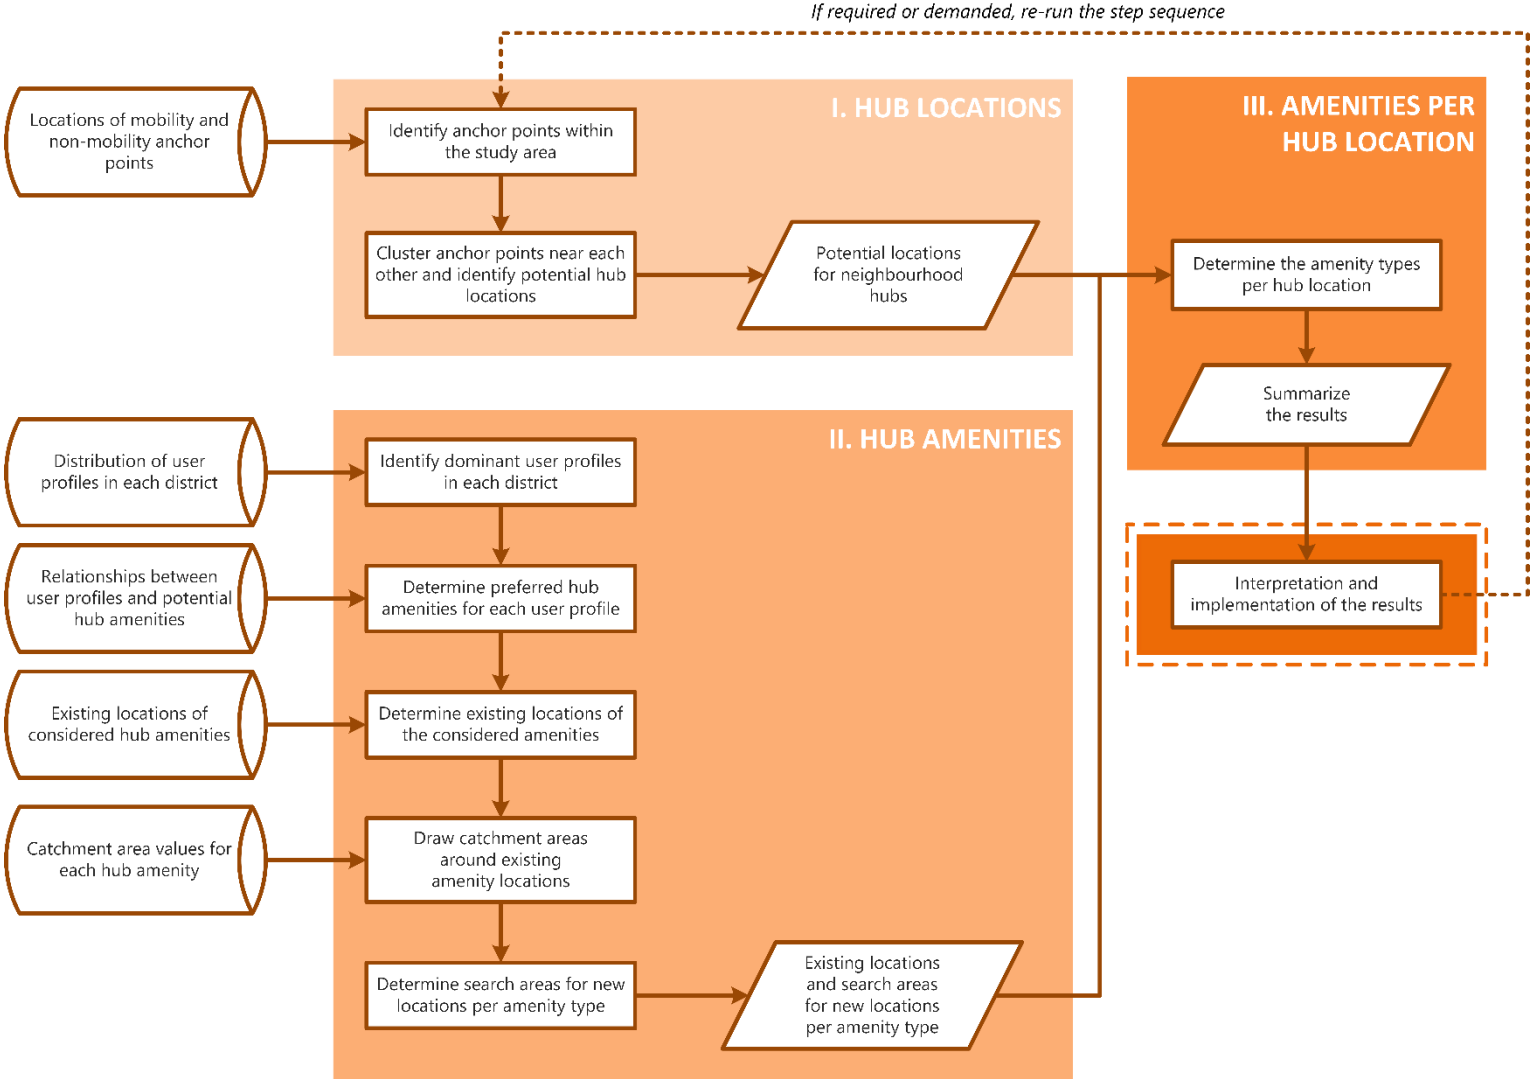 If required or demanded, re-run the step sequence
Locations of mobility and
non-mobility anchor
points
I. HUB LOCATIONS
Identify anchor points within
the study area
Cluster anchor points near each
other and identify potential hub
locations
Potential locations
for neighbourhood
hubs
III. AMENITIES PER
HUB LOCATION
Determine the amenity types
per hub location
Summarize
the results
Interpretation and
implementation of the results
II. HUB AMENITIES
Distribution of user
profiles in each district
Identify dominant user profiles
in each district
Relationships between
user profiles and potential
hub amenities
Determine preferred hub
amenities for each user profile
Existing locations of
considered hub amenities
Determine existing locations of
the considered amenities
Catchment area values for
each hub amenity
Draw catchment areas
around existing
amenity locations
Determine search areas for new
locations per amenity type
Existing locations
and search areas
for new locations
per amenity type